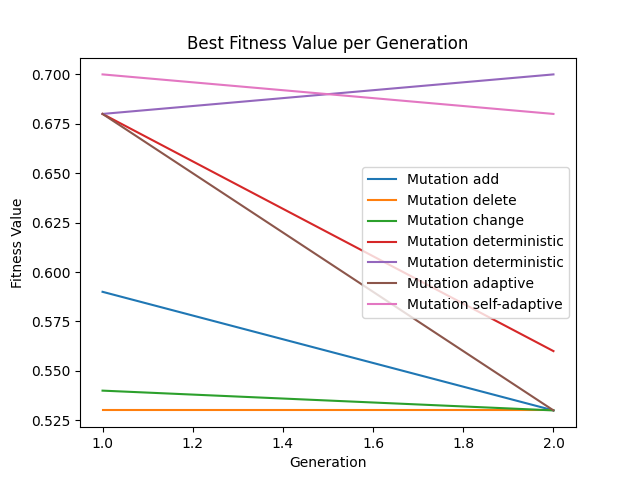 Best Fitness Value per Generation
Fitness Value
0.700
0.675
0.650
0.625
0.600
0.575
0.550
0.525
Mutation add
Mutation delete
Mutation change
Mutation deterministic
Mutation deterministic
Mutation adaptive
Mutation self-adaptive
1.0 1.2 1.4 1.6 1.8 2.0
Generation